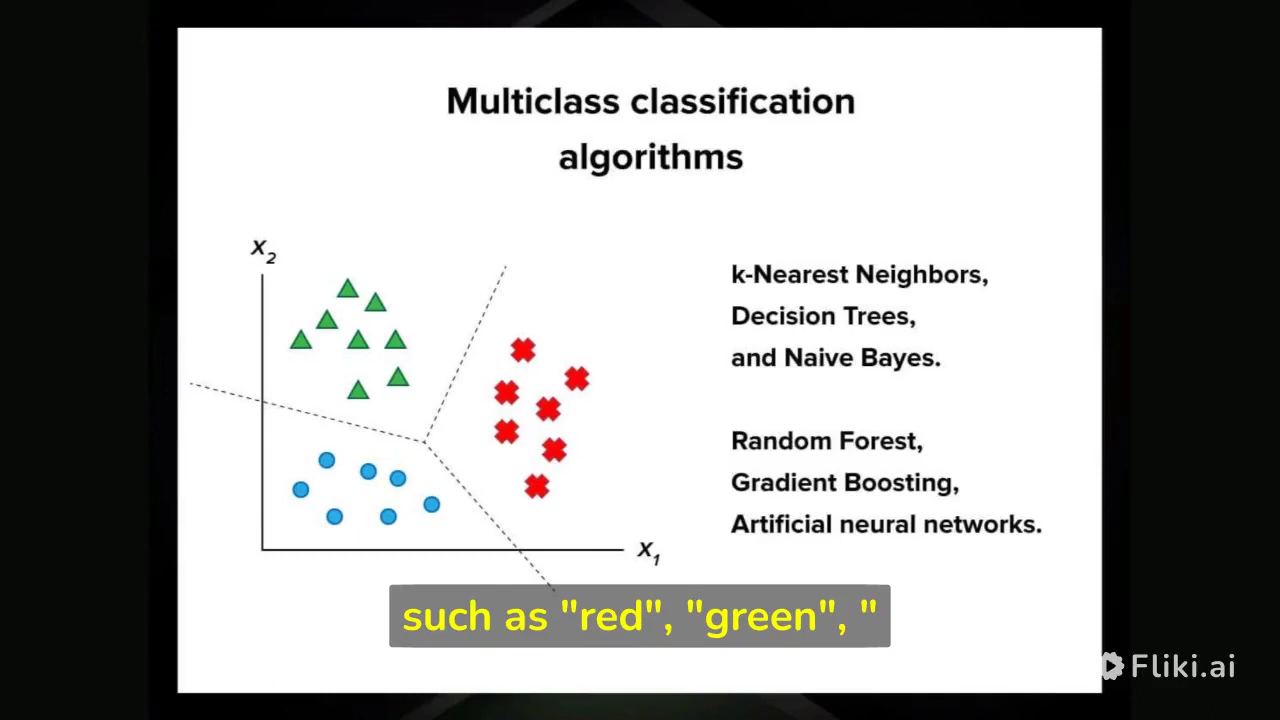 Multiclass classification
algorithms
X2
k-Nearest Neighbors,
Decision Trees,
and Naive Bayes.
Random Forest,
Gradient Boosting,
Artificial neural networks.
X1
such as "red", "green", "
Fliki.ai